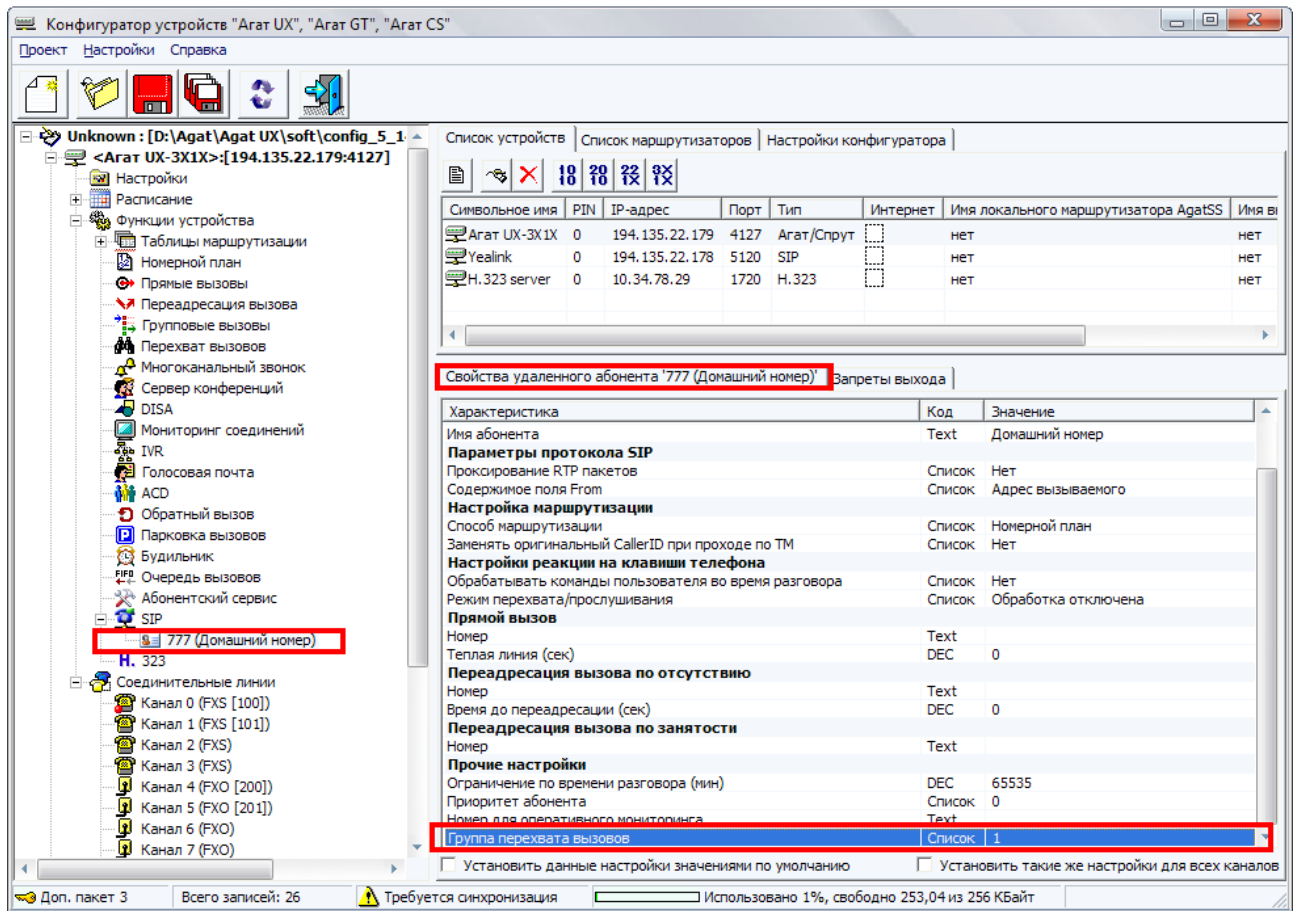 Конфигуратор устройств "Агат UX", "Агат GT", "Агат CS"
Проект Настройки Справка
Unknown : [D:\Agat\Agat UX\soft\config_5_1
<Агат UX-3X1X>:[194.135.22.179:4127]
Настройки
Расписание
Функции устройства
Таблицы маршрутизации
Номерной план
Прямые вызовы
Переадресация вызова
Групповые вызовы
Перехват вызовов
Многоканальный звонок
Сервер конференций
DISA
Мониторинг соединений
IVR
Голосовая почта
ACD
Обратный вызов
Парковка вызовов
Будильник
FIFO Очередь вызовов
Абонентский сервис
SIP
777 (Домашний номер)
H. 323
Соединительные линии
Канал 0 (FXS [100])
Канал 1 (FXS [101])
Канал 2 (FXS)
Канал 3 (FXS)
Канал 4 (FXO [200])
Канал 5 (FXO [201])
Канал 6 (FXO)
Канал 7 (FXO)
Список устройств Список маршрутизаторов Настройки конфигуратора
18 10 20 10 22 1X 3X 1X
Символьное имя PIN IP-адрес Порт Тип Интернет Имя локального маршрутизатора AgatSS Имя в
Агат UX-3X1X 0 194.135.22.179 4127 Агат/Спрут нет нет
Yealink 0 194.135.22.178 5120 SIP нет нет
H.323 server 0 10.34.78.29 1720 H.323 нет нет
Свойства удаленного абонента '777 (Домашний номер)' Запреты выхода
Характеристика Код Значение
Имя абонента Text Домашний номер
Параметры протокола SIP
Проксирование RTP пакетов Список Нет
Содержимое поля From Список Адрес вызываемого
Настройка маршрутизации
Способ маршрутизации Список Номерной план
Заменять оригинальный CallerID при проходе по ТМ Список Нет
Настройки реакции на клавиши телефона
Обрабатывать команды пользователя во время разговора Список Нет
Режим перехвата/прослушивания Список Обработка отключена
Прямой вызов
Номер Text
Теплая линия (сек) DEC 0
Переадресация вызова по отсутствию
Номер Text
Время до переадресации (сек) DEC 0
Переадресация вызова по занятости
Номер Text
Прочие настройки
Ограничение по времени разговора (мин) DEC 65535
Приоритет абонента Список 0
Номер для оперативного мониторинга Text
Группа перехвата вызовов Список 1
Установить данные настройки значениями по умолчанию Установить такие же настройки для всех каналов
Доп. пакет 3 Всего записей: 26 Требуется синхронизация Использовано 1%, свободно 253,04 из 256 КБайт